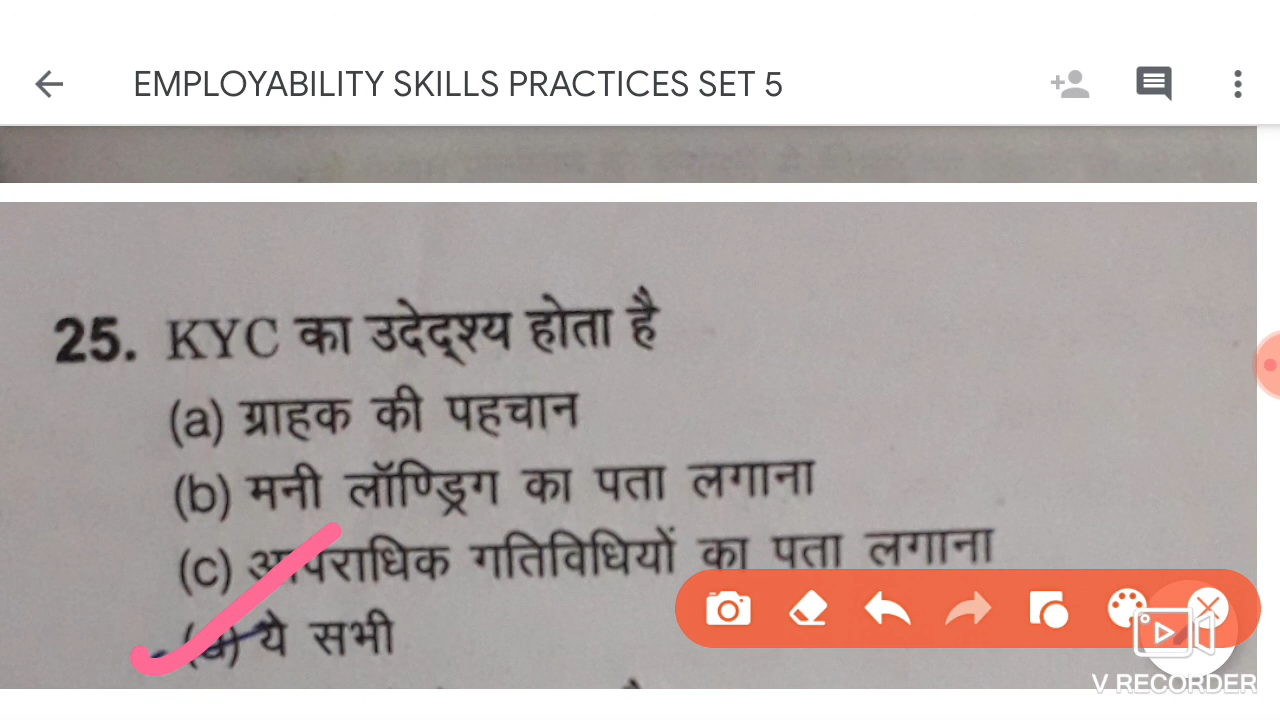 EMPLOYABILITY SKILLS PRACTICES SET 5
25. KYC का उदेद्श्य होता है
(a) ग्राहक की पहचान
(b) मनी लॉण्ड्रिग का पता लगाना
(c) आपराधिक गतिविधियों का पता लगाना
(d) ये सभी
V RECORDER